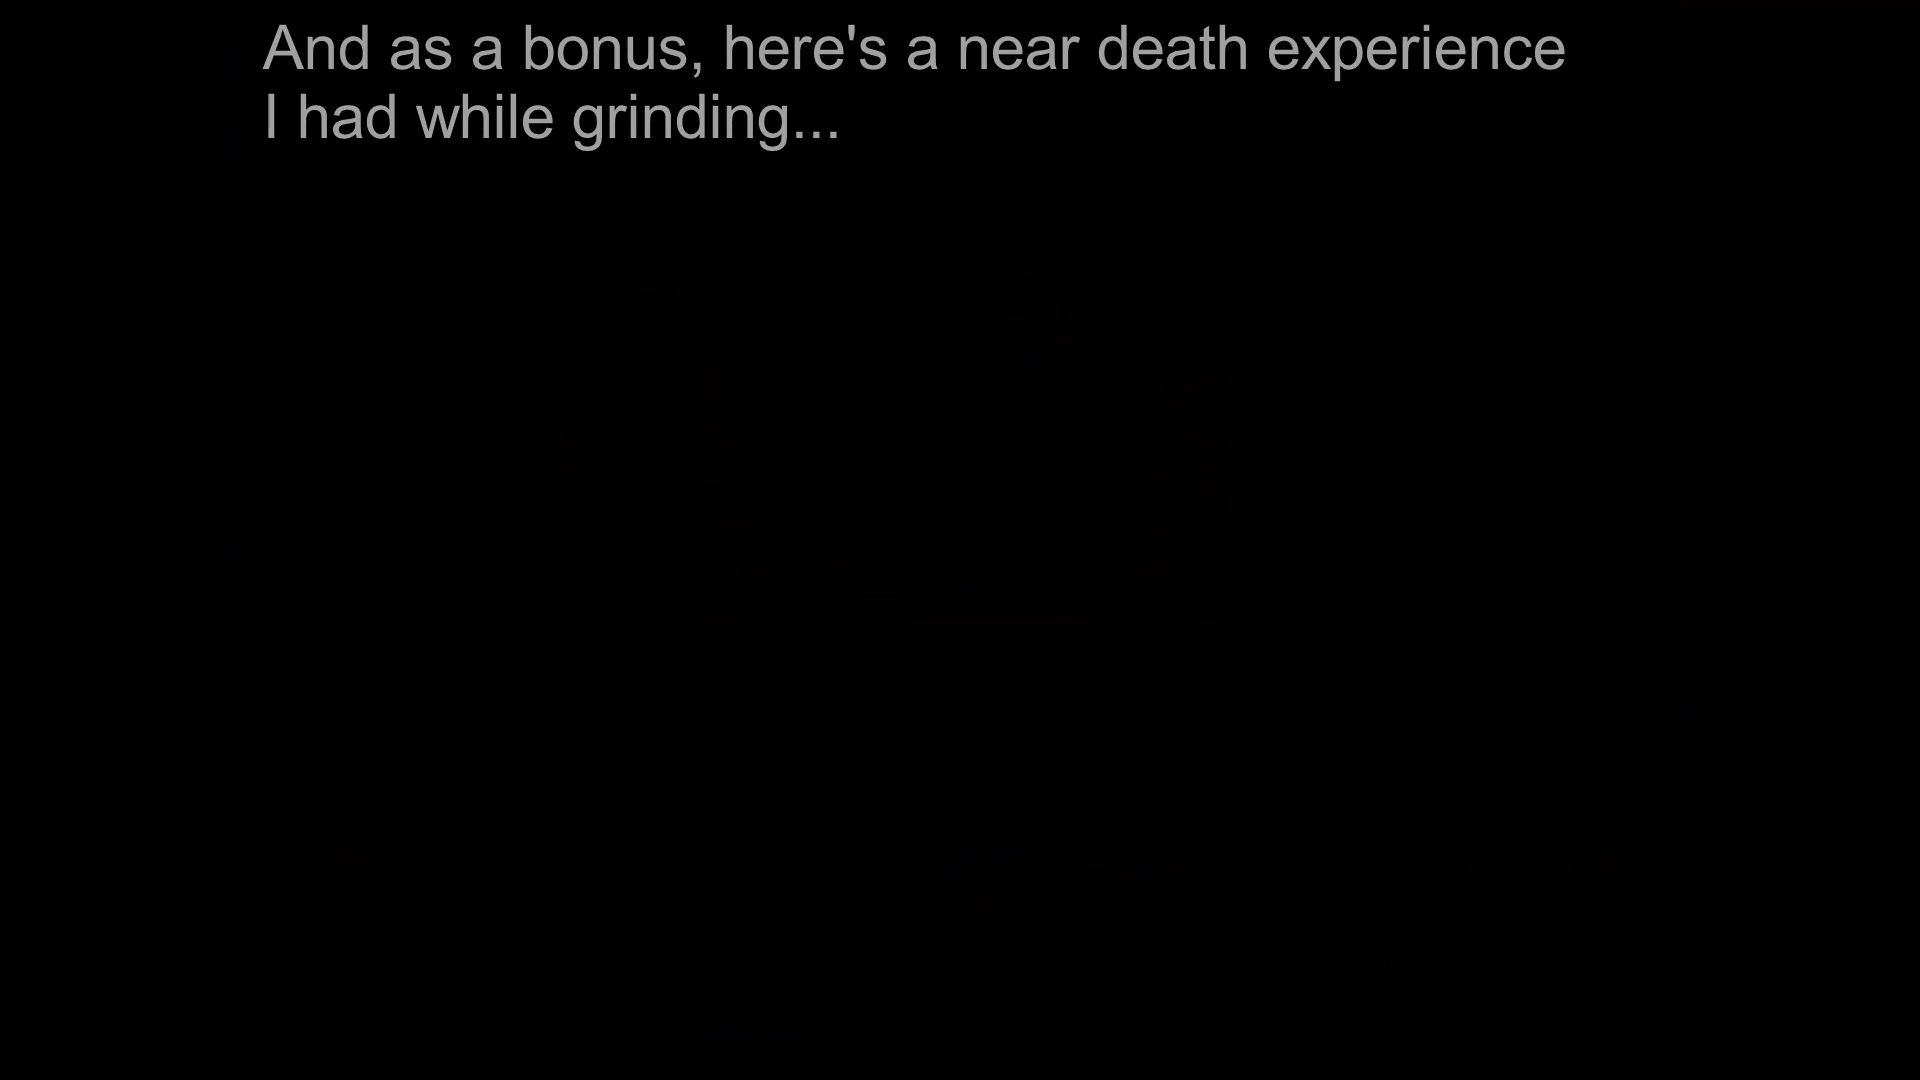 And as a bonus, here's a near death experience
I had while grinding...